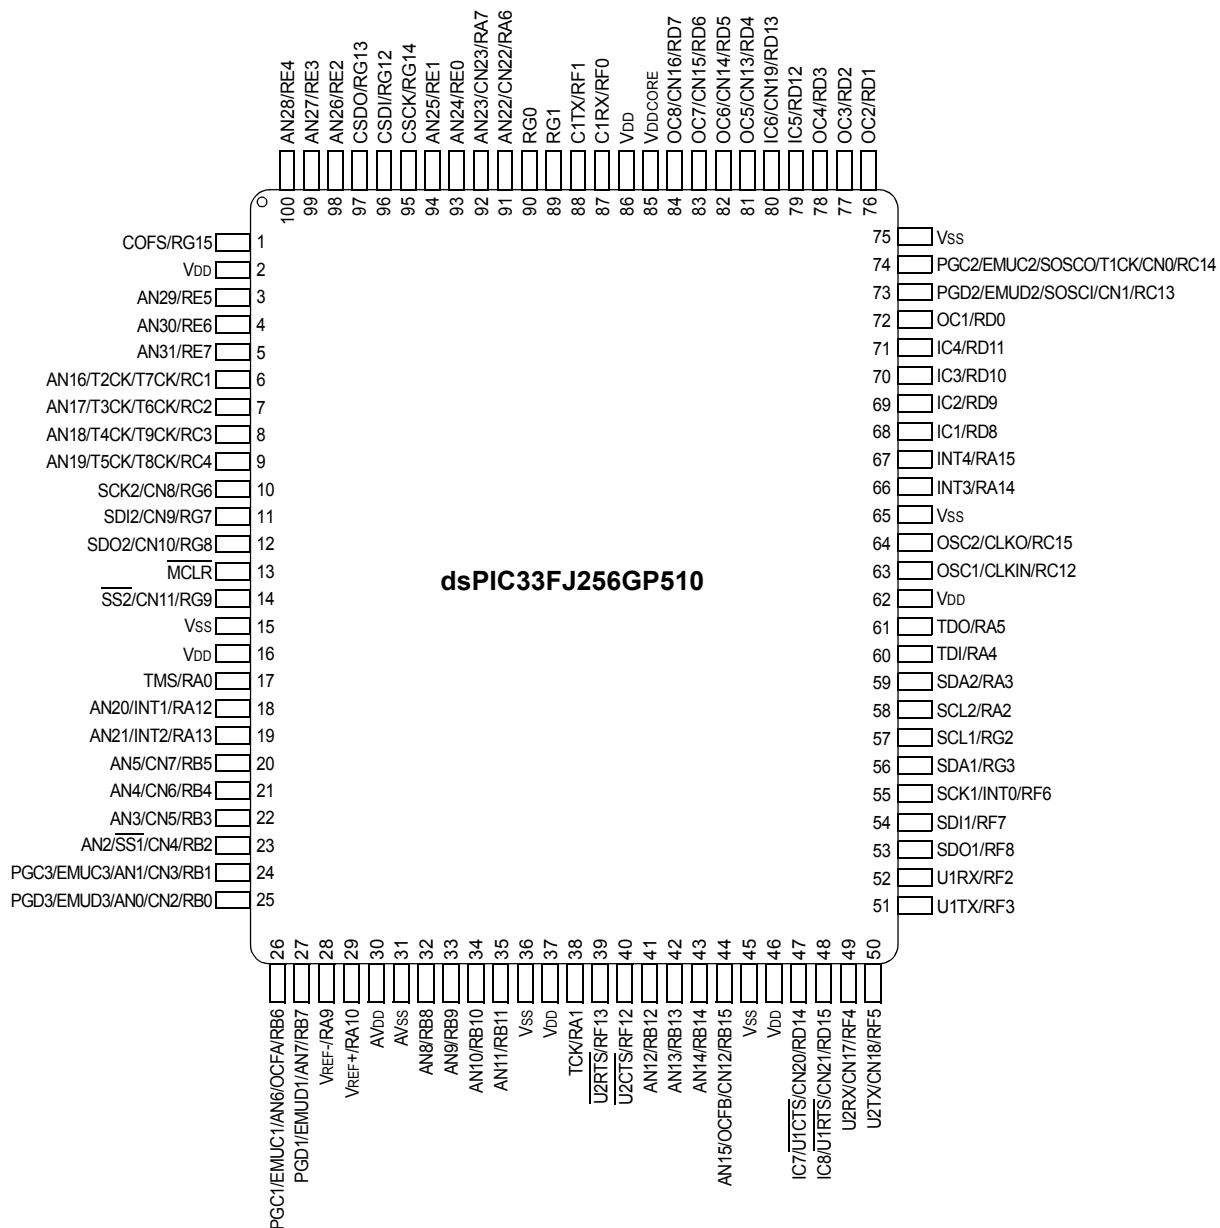 AN28/RE4
AN27/RE3
AN26/RE2
CSDO/RG13
CSDI/RG12
CSCK/RG14
AN25/RE1
AN24/RE0
AN23/CN23/RA7
AN22/CN22/RA6
RG0
RG1
C1TX/RF1
C1RX/RF0
VDD
VDDCORE
OC8/CN16/RD7
OC7/CN15/RD6
OC6/CN14/RD5
OC5/CN13/RD4
IC6/CN19/RD13
IC5/RD12
OC4/RD3
OC3/RD2
OC2/RD1
100
99
98
97
96
95
94
93
92
91
90
89
88
87
86
85
84
83
82
81
80
79
78
77
76
COFS/RG15 1
VDD 2
AN29/RE5 3
AN30/RE6 4
AN31/RE7 5
AN16/T2CK/T7CK/RC1 6
AN17/T3CK/T6CK/RC2 7
AN18/T4CK/T9CK/RC3 8
AN19/T5CK/T8CK/RC4 9
SCK2/CN8/RG6 10
SDI2/CN9/RG7 11
SDO2/CN10/RG8 12
MCLR 13
SS2/CN11/RG9 14
VSS 15
VDD 16
TMS/RA0 17
AN20/INT1/RA12 18
AN21/INT2/RA13 19
AN5/CN7/RB5 20
AN4/CN6/RB4 21
AN3/CN5/RB3 22
AN2/SS1/CN4/RB2 23
PGC3/EMUC3/AN1/CN3/RB1 24
PGD3/EMUD3/AN0/CN2/RB0 25
dsPIC33FJ256GP510
75 VSS
74 PGC2/EMUC2/SOSCO/T1CK/CN0/RC14
73 PGD2/EMUD2/SOSCI/CN1/RC13
72 OC1/RD0
71 IC4/RD11
70 IC3/RD10
69 IC2/RD9
68 IC1/RD8
67 INT4/RA15
66 INT3/RA14
65 VSS
64 OSC2/CLKO/RC15
63 OSC1/CLKIN/RC12
62 VDD
61 TDO/RA5
60 TDI/RA4
59 SDA2/RA3
58 SCL2/RA2
57 SCL1/RG2
56 SDA1/RG3
55 SCK1/INT0/RF6
54 SDI1/RF7
53 SDO1/RF8
52 U1RX/RF2
51 U1TX/RF3
26
27
28
29
30
31
32
33
34
35
36
37
38
39
40
41
42
43
44
45
46
47
48
49
50
PGC1/EMUC1/AN6/OCFA/RB6
PGD1/EMUD1/AN7/RB7
VREF-/RA9
VREF+/RA10
AVDD
AVSS
AN8/RB8
AN9/RB9
AN10/RB10
AN11/RB11
VSS
VDD
TCK/RA1
U2RTS/RF13
U2CTS/RF12
AN12/RB12
AN13/RB13
AN14/RB14
AN15/OCFB/CN12/RB15
VSS
VDD
IC7/U1CTS/CN20/RD14
IC8/U1RTS/CN21/RD15
U2RX/CN17/RF4
U2TX/CN18/RF5